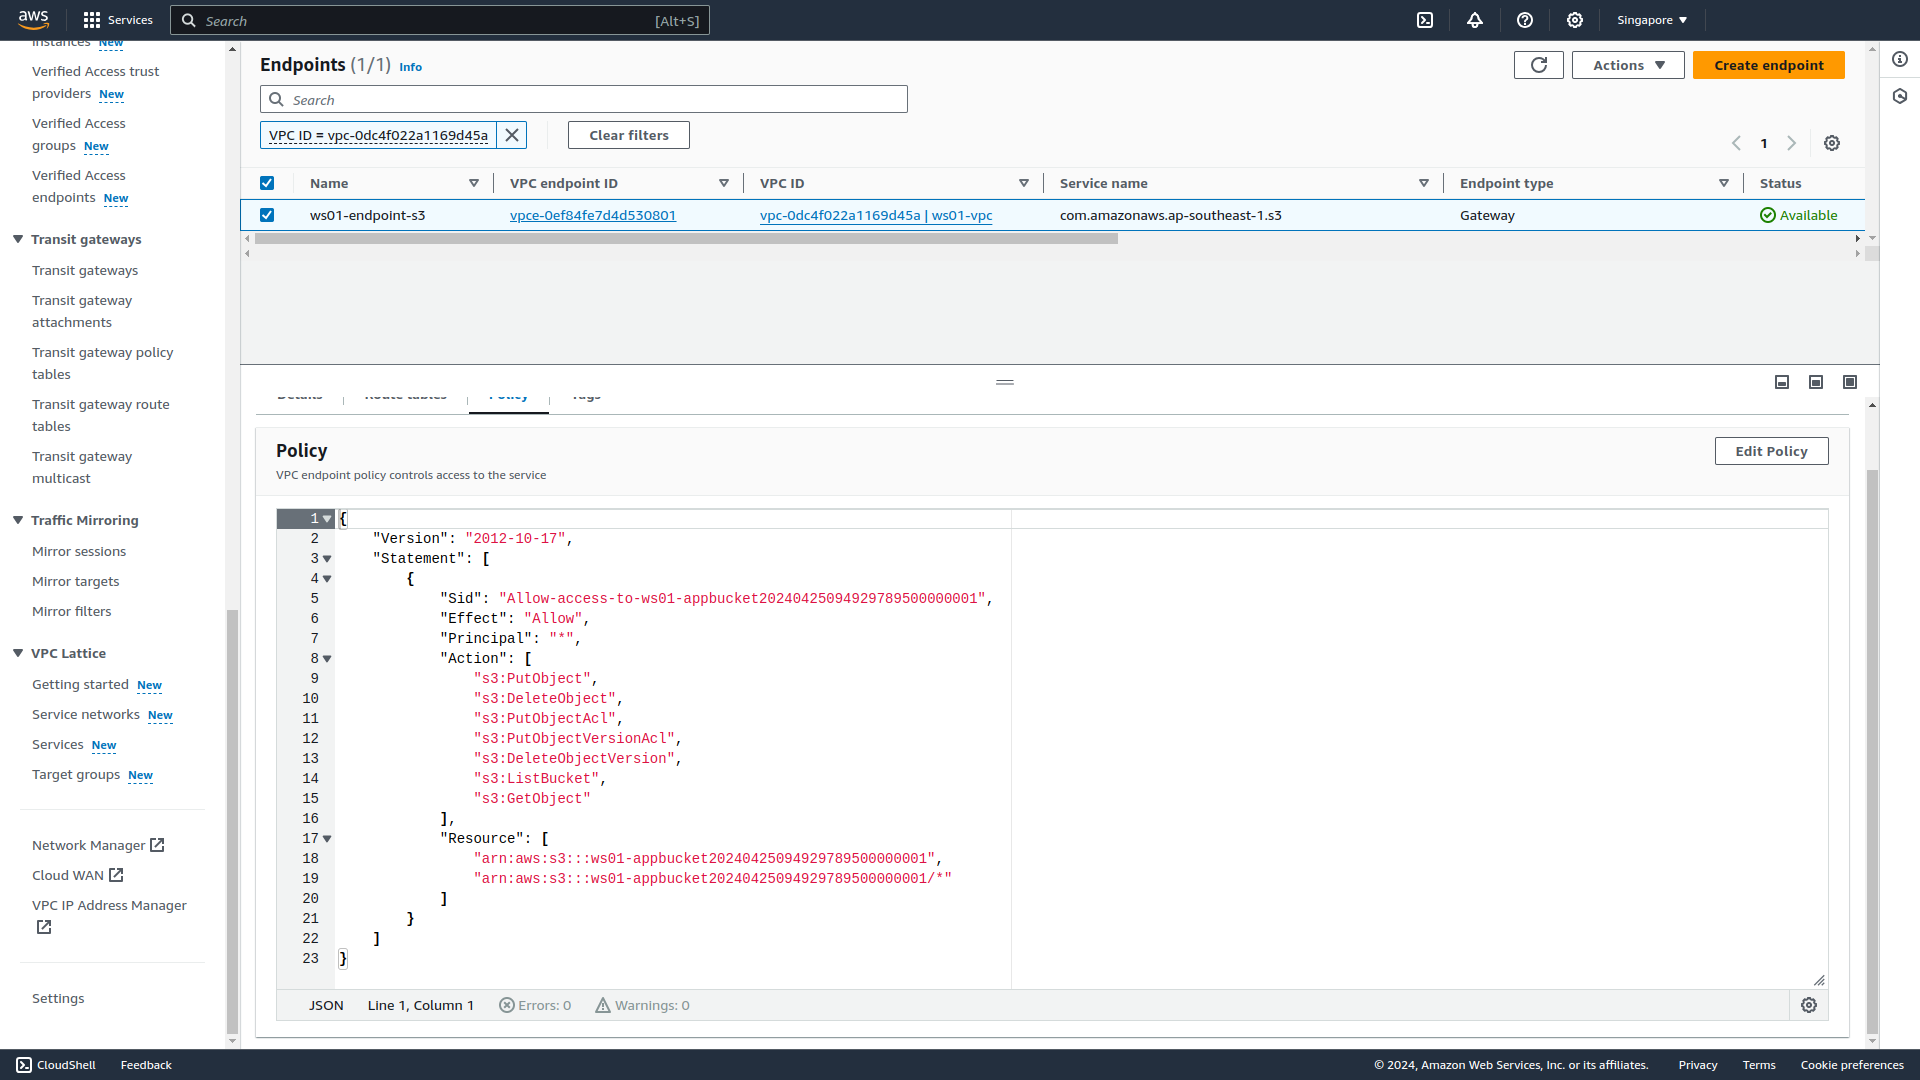 aws
Services
Search
[Alt+S]
Singapore
instances New
Verified Access trust
providers New
Verified Access
groups New
Verified Access
endpoints New
Transit gateways
Transit gateways
Transit gateway
attachments
Transit gateway policy
tables
Transit gateway route
tables
Transit gateway
multicast
Traffic Mirroring
Mirror sessions
Mirror targets
Mirror filters
VPC Lattice
Getting started New
Service networks New
Services New
Target groups New
Network Manager
Cloud WAN
VPC IP Address Manager
Settings
Endpoints (1/1) Info
Actions
Create endpoint
Search
VPC ID = vpc-0dc4f022a1169d45a
Clear filters
1
Name VPC endpoint ID VPC ID Service name Endpoint type Status
ws01-endpoint-s3 vpce-0ef84fe7d4d530801 vpc-0dc4f022a1169d45a | ws01-vpc com.amazonaws.ap-southeast-1.s3 Gateway Available
Details Route tables Policy Tags
Policy
VPC endpoint policy controls access to the service
Edit Policy
1 {
2 "Version": "2012-10-17",
3 "Statement": [
4 {
5 "Sid": "Allow-access-to-ws01-appbucket20240425094929789500000001",
6 "Effect": "Allow",
7 "Principal": "*",
8 "Action": [
9 "s3:PutObject",
10 "s3:DeleteObject",
11 "s3:PutObjectAcl",
12 "s3:PutObjectVersionAcl",
13 "s3:DeleteObjectVersion",
14 "s3:ListBucket",
15 "s3:GetObject"
16 ],
17 "Resource": [
18 "arn:aws:s3:::ws01-appbucket20240425094929789500000001",
19 "arn:aws:s3:::ws01-appbucket20240425094929789500000001/*"
20 ]
21 }
22 ]
23 }
JSON Line 1, Column 1 Errors: 0 Warnings: 0
CloudShell Feedback © 2024, Amazon Web Services, Inc. or its affiliates. Privacy Terms Cookie preferences